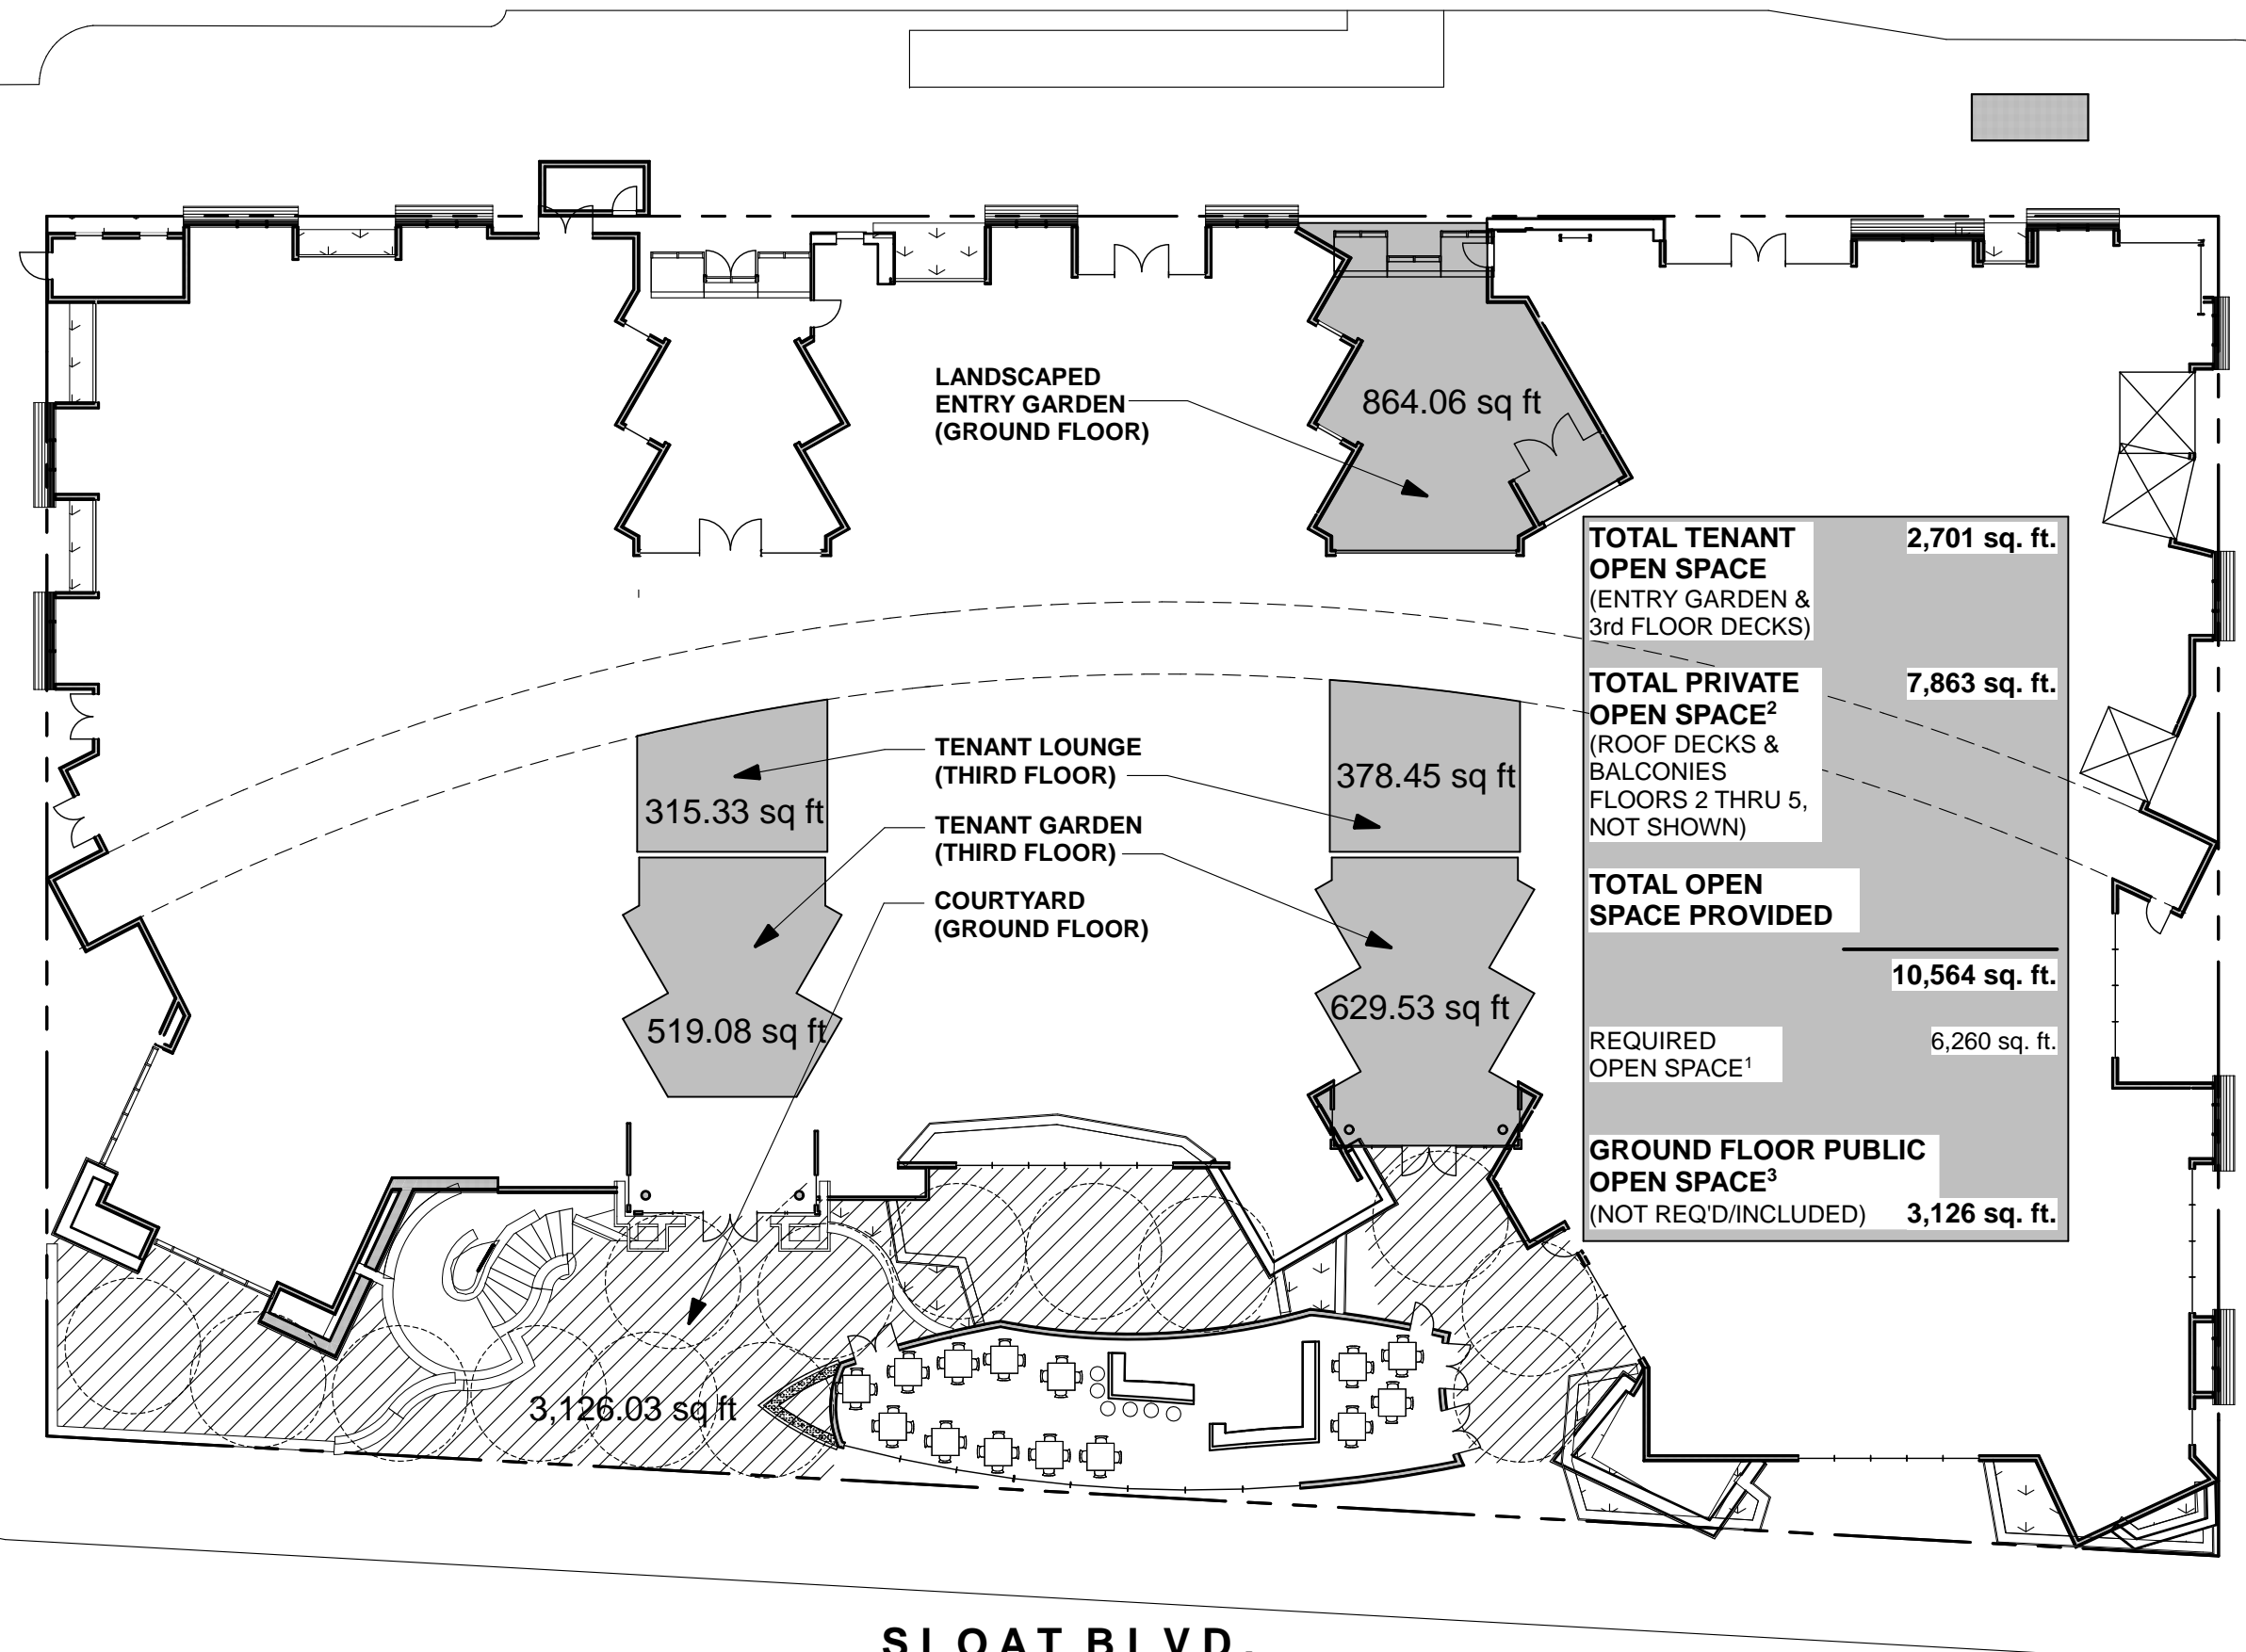 LANDSCAPED
ENTRY GARDEN
(GROUND FLOOR)
864.06 sq ft
TENANT LOUNGE
(THIRD FLOOR)
315.33 sq ft
378.45 sq ft
TENANT GARDEN
(THIRD FLOOR)
COURTYARD
(GROUND FLOOR)
519.08 sq ft
629.53 sq ft
3,126.03 sq ft
TOTAL TENANT 2,701 sq. ft.
OPEN SPACE
(ENTRY GARDEN &
3rd FLOOR DECKS)
TOTAL PRIVATE 7,863 sq. ft.
OPEN SPACE²
(ROOF DECKS &
BALCONIES
FLOORS 2 THRU 5,
NOT SHOWN)
TOTAL OPEN
SPACE PROVIDED
10,564 sq. ft.
REQUIRED 6,260 sq. ft.
OPEN SPACE¹
GROUND FLOOR PUBLIC
OPEN SPACE³
(NOT REQ'D/INCLUDED) 3,126 sq. ft.
SLOAT BLVD.